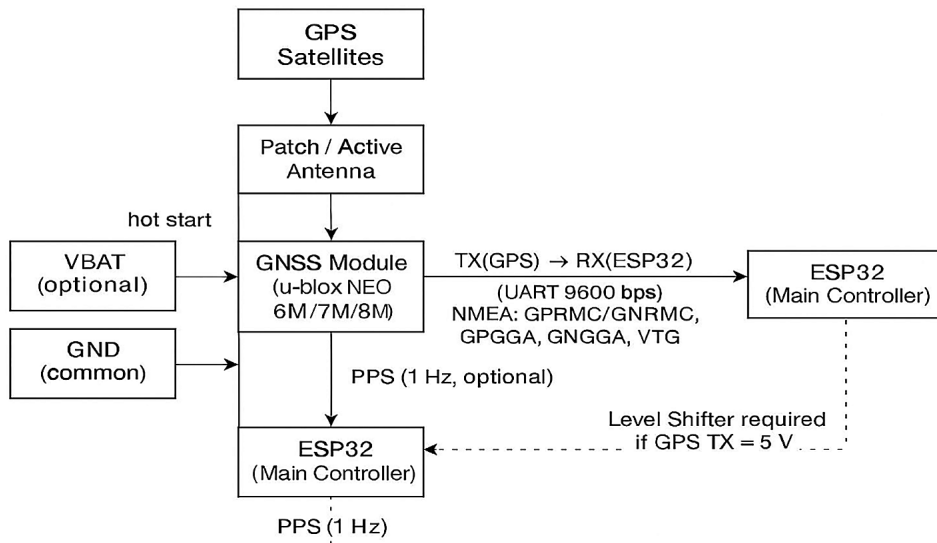 GPS
Satellites
Patch / Active
Antenna
hot start
VBAT
(optional)
GNSS Module
(u-blox NEO
6M/7M/8M)
TX(GPS) → RX(ESP32)
(UART 9600 bps)
NMEA: GPRMC/GNRMC,
GPGGA, GNGGA, VTG
ESP32
(Main Controller)
GND
(common)
PPS (1 Hz, optional)
Level Shifter required
if GPS TX = 5 V
ESP32
(Main Controller)
PPS (1 Hz)